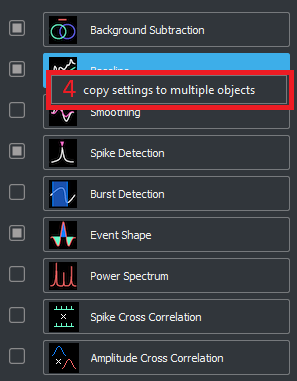 Background Subtraction
Baseline
4 copy settings to multiple objects
Smoothing
Spike Detection
Burst Detection
Event Shape
Power Spectrum
Spike Cross Correlation
Amplitude Cross Correlation